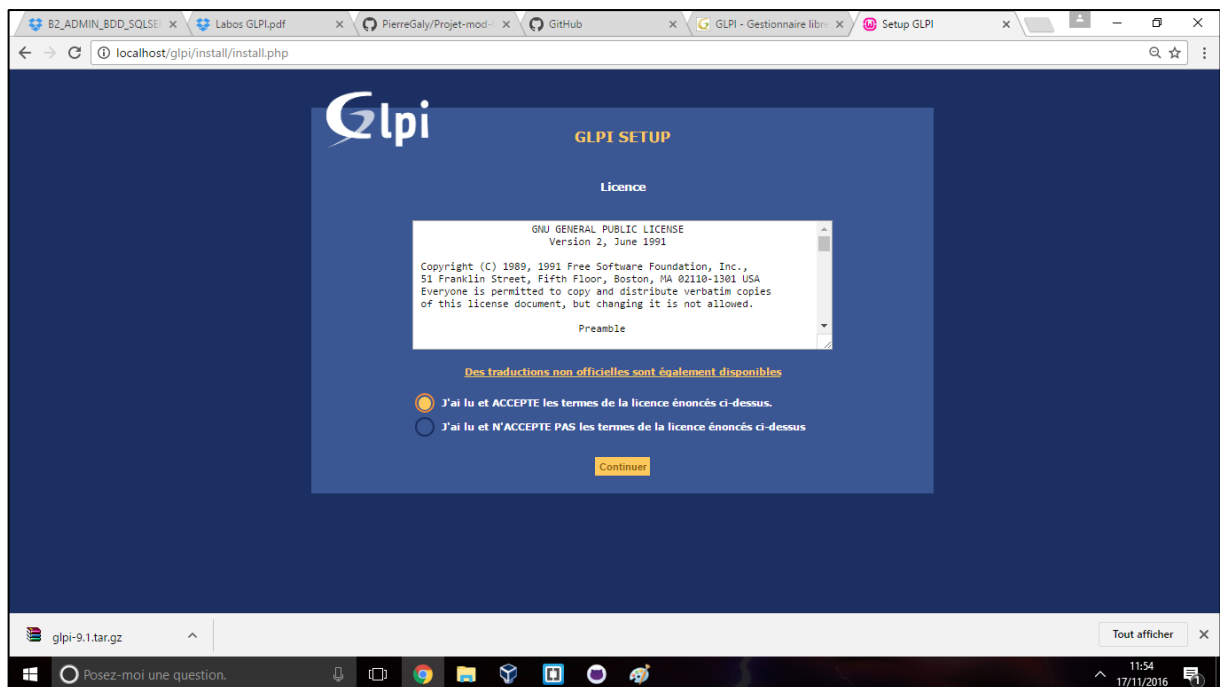 B2_ADMIN_BDD_SQLSE
Labos GLPI.pdf
PierreGaly/Projet-mod-
GitHub
GLPI - Gestionnaire libr
Setup GLPI
localhost/glpi/install/install.php
Glpi
GLPI SETUP
Licence
GNU GENERAL PUBLIC LICENSE
Version 2, June 1991
Copyright (C) 1989, 1991 Free Software Foundation, Inc.,
51 Franklin Street, Fifth Floor, Boston, MA 02110-1301 USA
Everyone is permitted to copy and distribute verbatim copies
of this license document, but changing it is not allowed.
Preamble
Des traductions non officielles sont également disponibles
J'ai lu et ACCEPTE les termes de la licence énoncés ci-dessus.
J'ai lu et N'ACCEPTE PAS les termes de la licence énoncés ci-dessus
Continuer
glpi-9.1.tar.gz
Tout afficher
Posez-moi une question.
11:54
17/11/2016
1